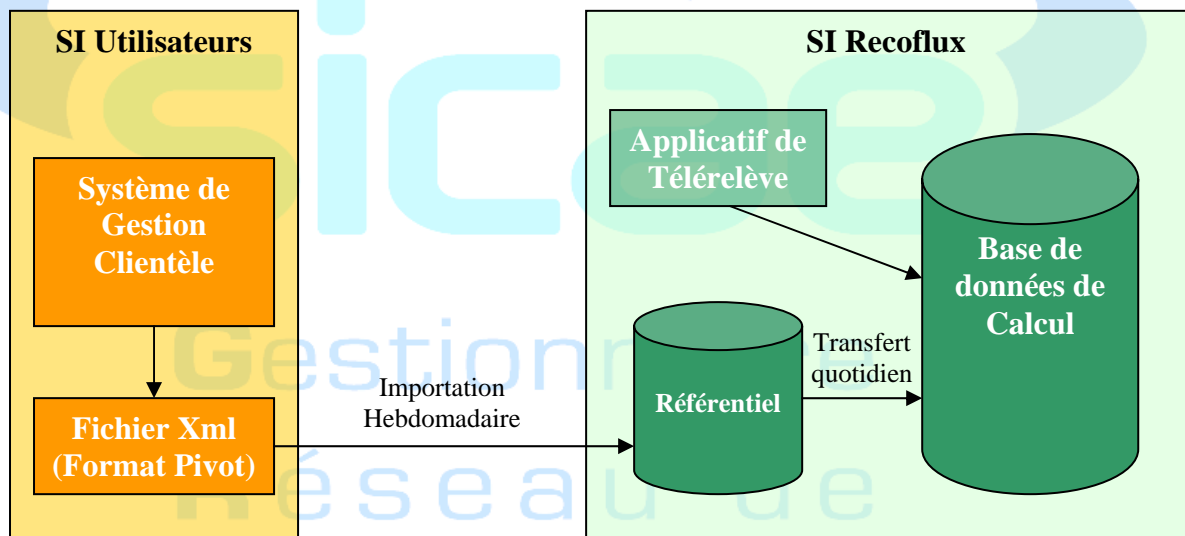 SI Utilisateurs
SI Recoflux
sicae
Système de
Gestion
Clientèle
Applicatif de
Télérelève
Base de
données de
Calcul
Gestionnaire
Transfert
quotidien
Importation
Hebdomadaire
Référentiel
Fichier Xml
(Format Pivot)
Réseau de